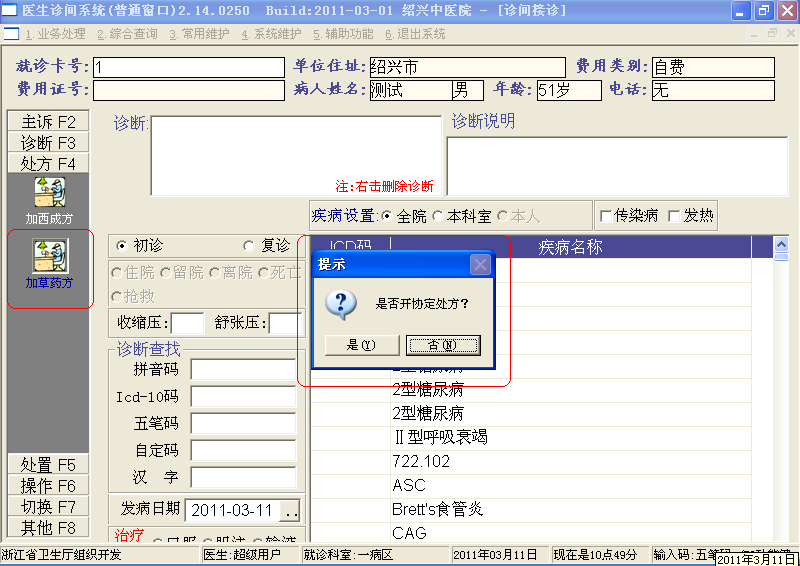 医生诊间系统(普通窗口)2.14.0250 Build:2011-03-01 绍兴中医院 - [诊间接诊]
1.业务处理 2.综合查询 3.常用维护 4.系统维护 5.辅助功能 6.退出系统
就诊卡号: 1 单位住址: 绍兴市 费用类别: 自费
费用证号: 病人姓名: 测试 男 年龄: 51岁 电话: 无
主诉 F2
诊断 F3
处方 F4
加西成方
加草药方
处置 F5
操作 F6
切换 F7
其他 F8
诊断:
注:右击删除诊断
诊断说明
疾病设置: 全院 本科室 本人 传染病 发热
初诊 复诊
住院 留院 离院 死亡
抢救
收缩压: 舒张压:
诊断查找
拼音码
Icd-10码
五笔码
自定码
汉 字
发病日期 2011-03-11 ..
治疗
ICD码 疾病名称
提示
是否开协定处方?
是(Y) 否(N)
2型糖尿病
2型糖尿病
2型糖尿病
Ⅱ型呼吸衰竭
722.102
ASC
Brett's食管炎
CAG
浙江省卫生厅组织开发 医生:超级用户 就诊科室:一病区 2011年03月11日 现在是10点49分 输入码:五笔码
2011年3月11日